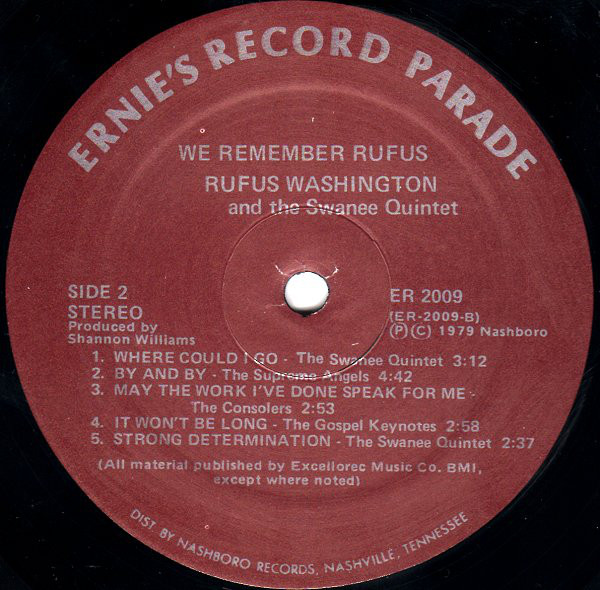 ERNIE'S RECORD PARADE
WE REMEMBER RUFUS
RUFUS WASHINGTON
and the Swanee Quintet
SIDE 2
STEREO
Produced by
Shannon Williams
ER 2009
(ER-2009-B)
(P)(C) 1979 Nashboro
1. WHERE COULD I GO - The Swanee Quintet 3:12
2. BY AND BY - The Supreme Angels 4:42
3. MAY THE WORK I'VE DONE SPEAK FOR ME -
The Consolers 2:53
4. IT WON'T BE LONG - The Gospel Keynotes 2:58
5. STRONG DETERMINATION - The Swanee Quintet 2:37
(All material published by Excellorec Music Co. BMI,
except where noted)
DIST. BY NASHBORO RECORDS, NASHVILLE, TENNESSEE